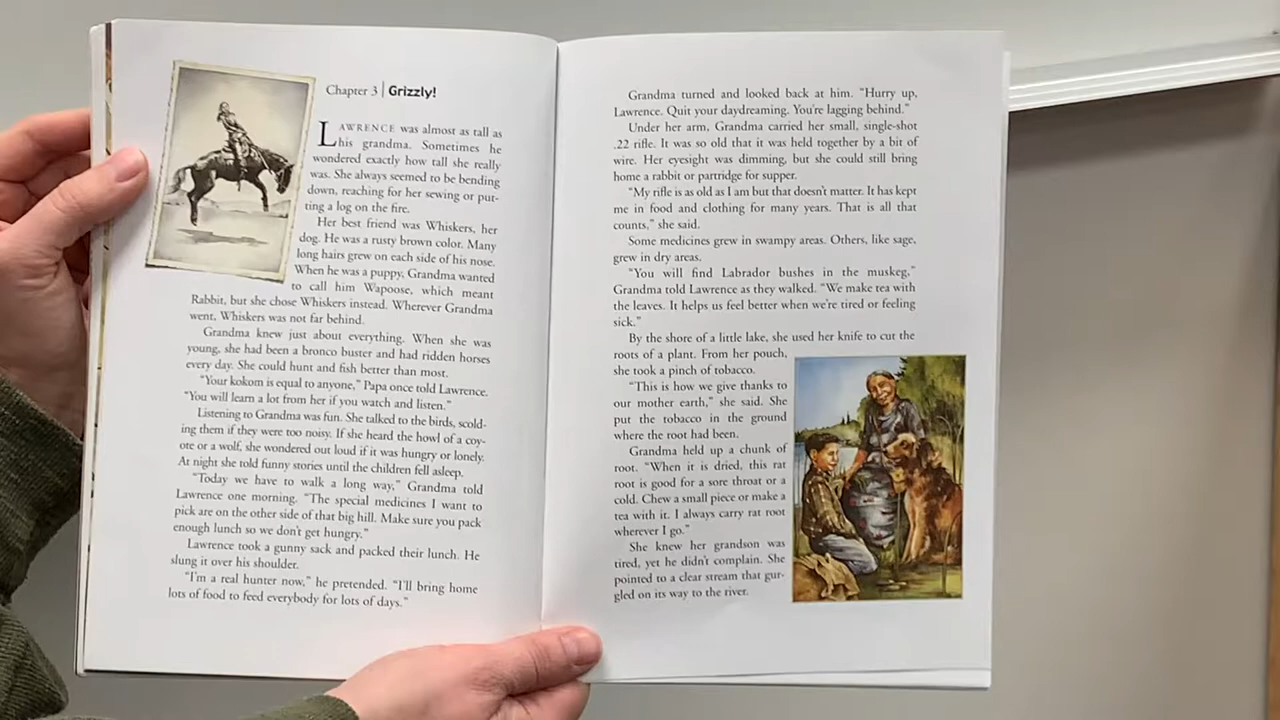 Chapter 3 | Grizzly!
LAWRENCE was almost as tall as
his grandma. Sometimes he
wondered exactly how tall she really
was. She always seemed to be bending
down, reaching for her sewing or put-
ting a log on the fire.
Her best friend was Whiskers, her
dog. He was a rusty brown color. Many
long hairs grew on each side of his nose.
When he was a puppy, Grandma wanted
to call him Wapoose, which meant
Rabbit, but she chose Whiskers instead. Wherever Grandma
went, Whiskers was not far behind.
Grandma knew just about everything. When she was
young, she had been a bronco buster and had ridden horses
every day. She could hunt and fish better than most.
“Your kokom is equal to anyone,” Papa once told Lawrence.
“You will learn a lot from her if you watch and listen.”
Listening to Grandma was fun. She talked to the birds, scold-
ing them if they were too noisy. If she heard the howl of a coy-
ote or a wolf, she wondered out loud if it was hungry or lonely.
At night she told funny stories until the children fell asleep.
“Today we have to walk a long way,” Grandma told
Lawrence one morning. “The special medicines I want to
pick are on the other side of that big hill. Make sure you pack
enough lunch so we don’t get hungry.”
Lawrence took a gunny sack and packed their lunch. He
slung it over his shoulder.
“I’m a real hunter now,” he pretended. “I’ll bring home
lots of food to feed everybody for lots of days.”
Grandma turned and looked back at him. “Hurry up,
Lawrence. Quit your daydreaming. You’re lagging behind.”
Under her arm, Grandma carried her small, single-shot
.22 rifle. It was so old that it was held together by a bit of
wire. Her eyesight was dimming, but she could still bring
home a rabbit or partridge for supper.
“My rifle is as old as I am but that doesn’t matter. It has kept
me in food and clothing for many years. That is all that
counts,” she said.
Some medicines grew in swampy areas. Others, like sage,
grew in dry areas.
“You will find Labrador bushes in the muskeg,”
Grandma told Lawrence as they walked. “We make tea with
the leaves. It helps us feel better when we’re tired or feeling
sick.”
By the shore of a little lake, she used her knife to cut the
roots of a plant. From her pouch,
she took a pinch of tobacco.
“This is how we give thanks to
our mother earth,” she said. She
put the tobacco in the ground
where the root had been.
Grandma held up a chunk of
root. “When it is dried, this rat
root is good for a sore throat or a
cold. Chew a small piece or make a
tea with it. I always carry rat root
wherever I go.”
She knew her grandson was
tired, yet he didn’t complain. She
pointed to a clear stream that gur-
gled on its way to the river.